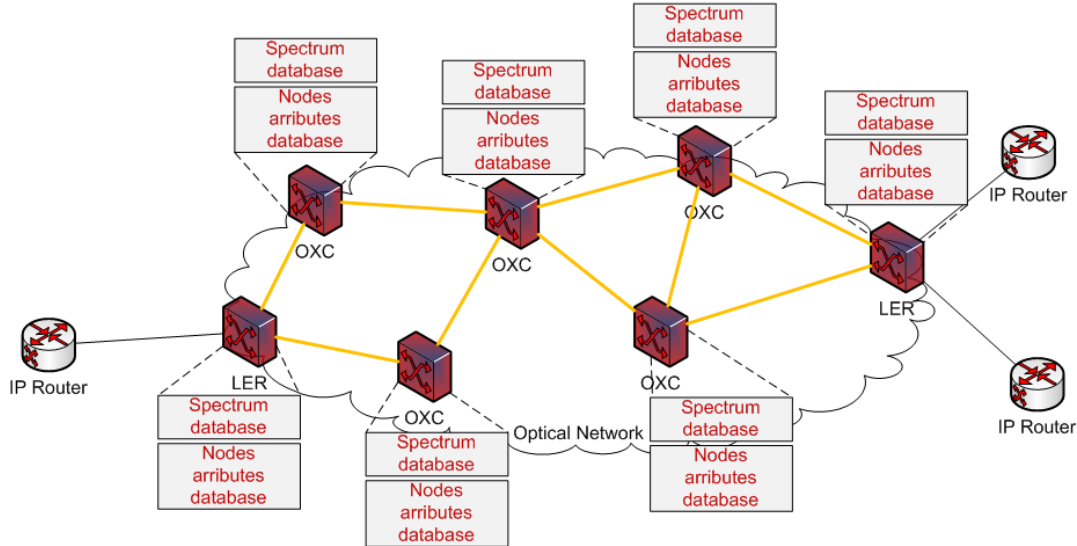 Spectrum
database
Nodes
arributes
database
Spectrum
database
Nodes
arributes
database
Spectrum
database
Nodes
arributes
database
Spectrum
database
Nodes
arributes
database
IP Router
OXC
OXC
OXC
LER
IP Router
LER
OXC
OXC
IP Router
Optical Network
Spectrum
database
Nodes
arributes
database
Spectrum
database
Nodes
arributes
database
Spectrum
database
Nodes
arributes
database
IP Router